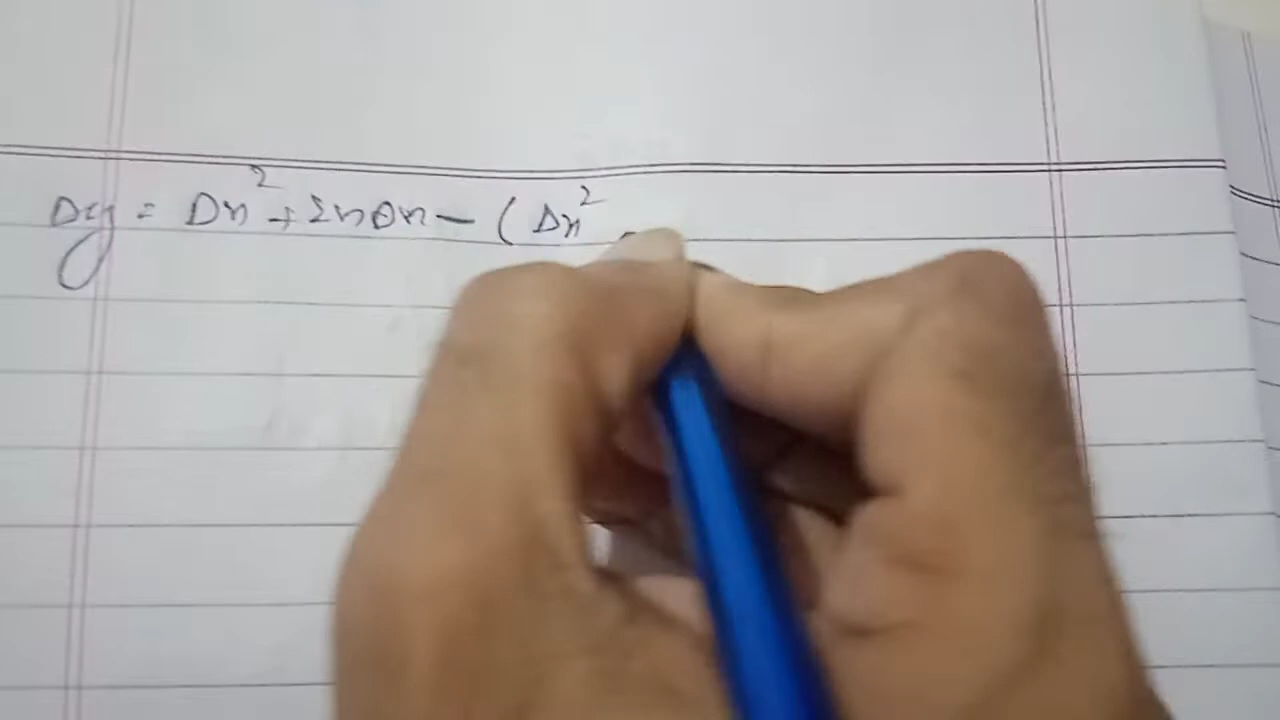 Δy = Δx² + 2xΔx - (Δx²